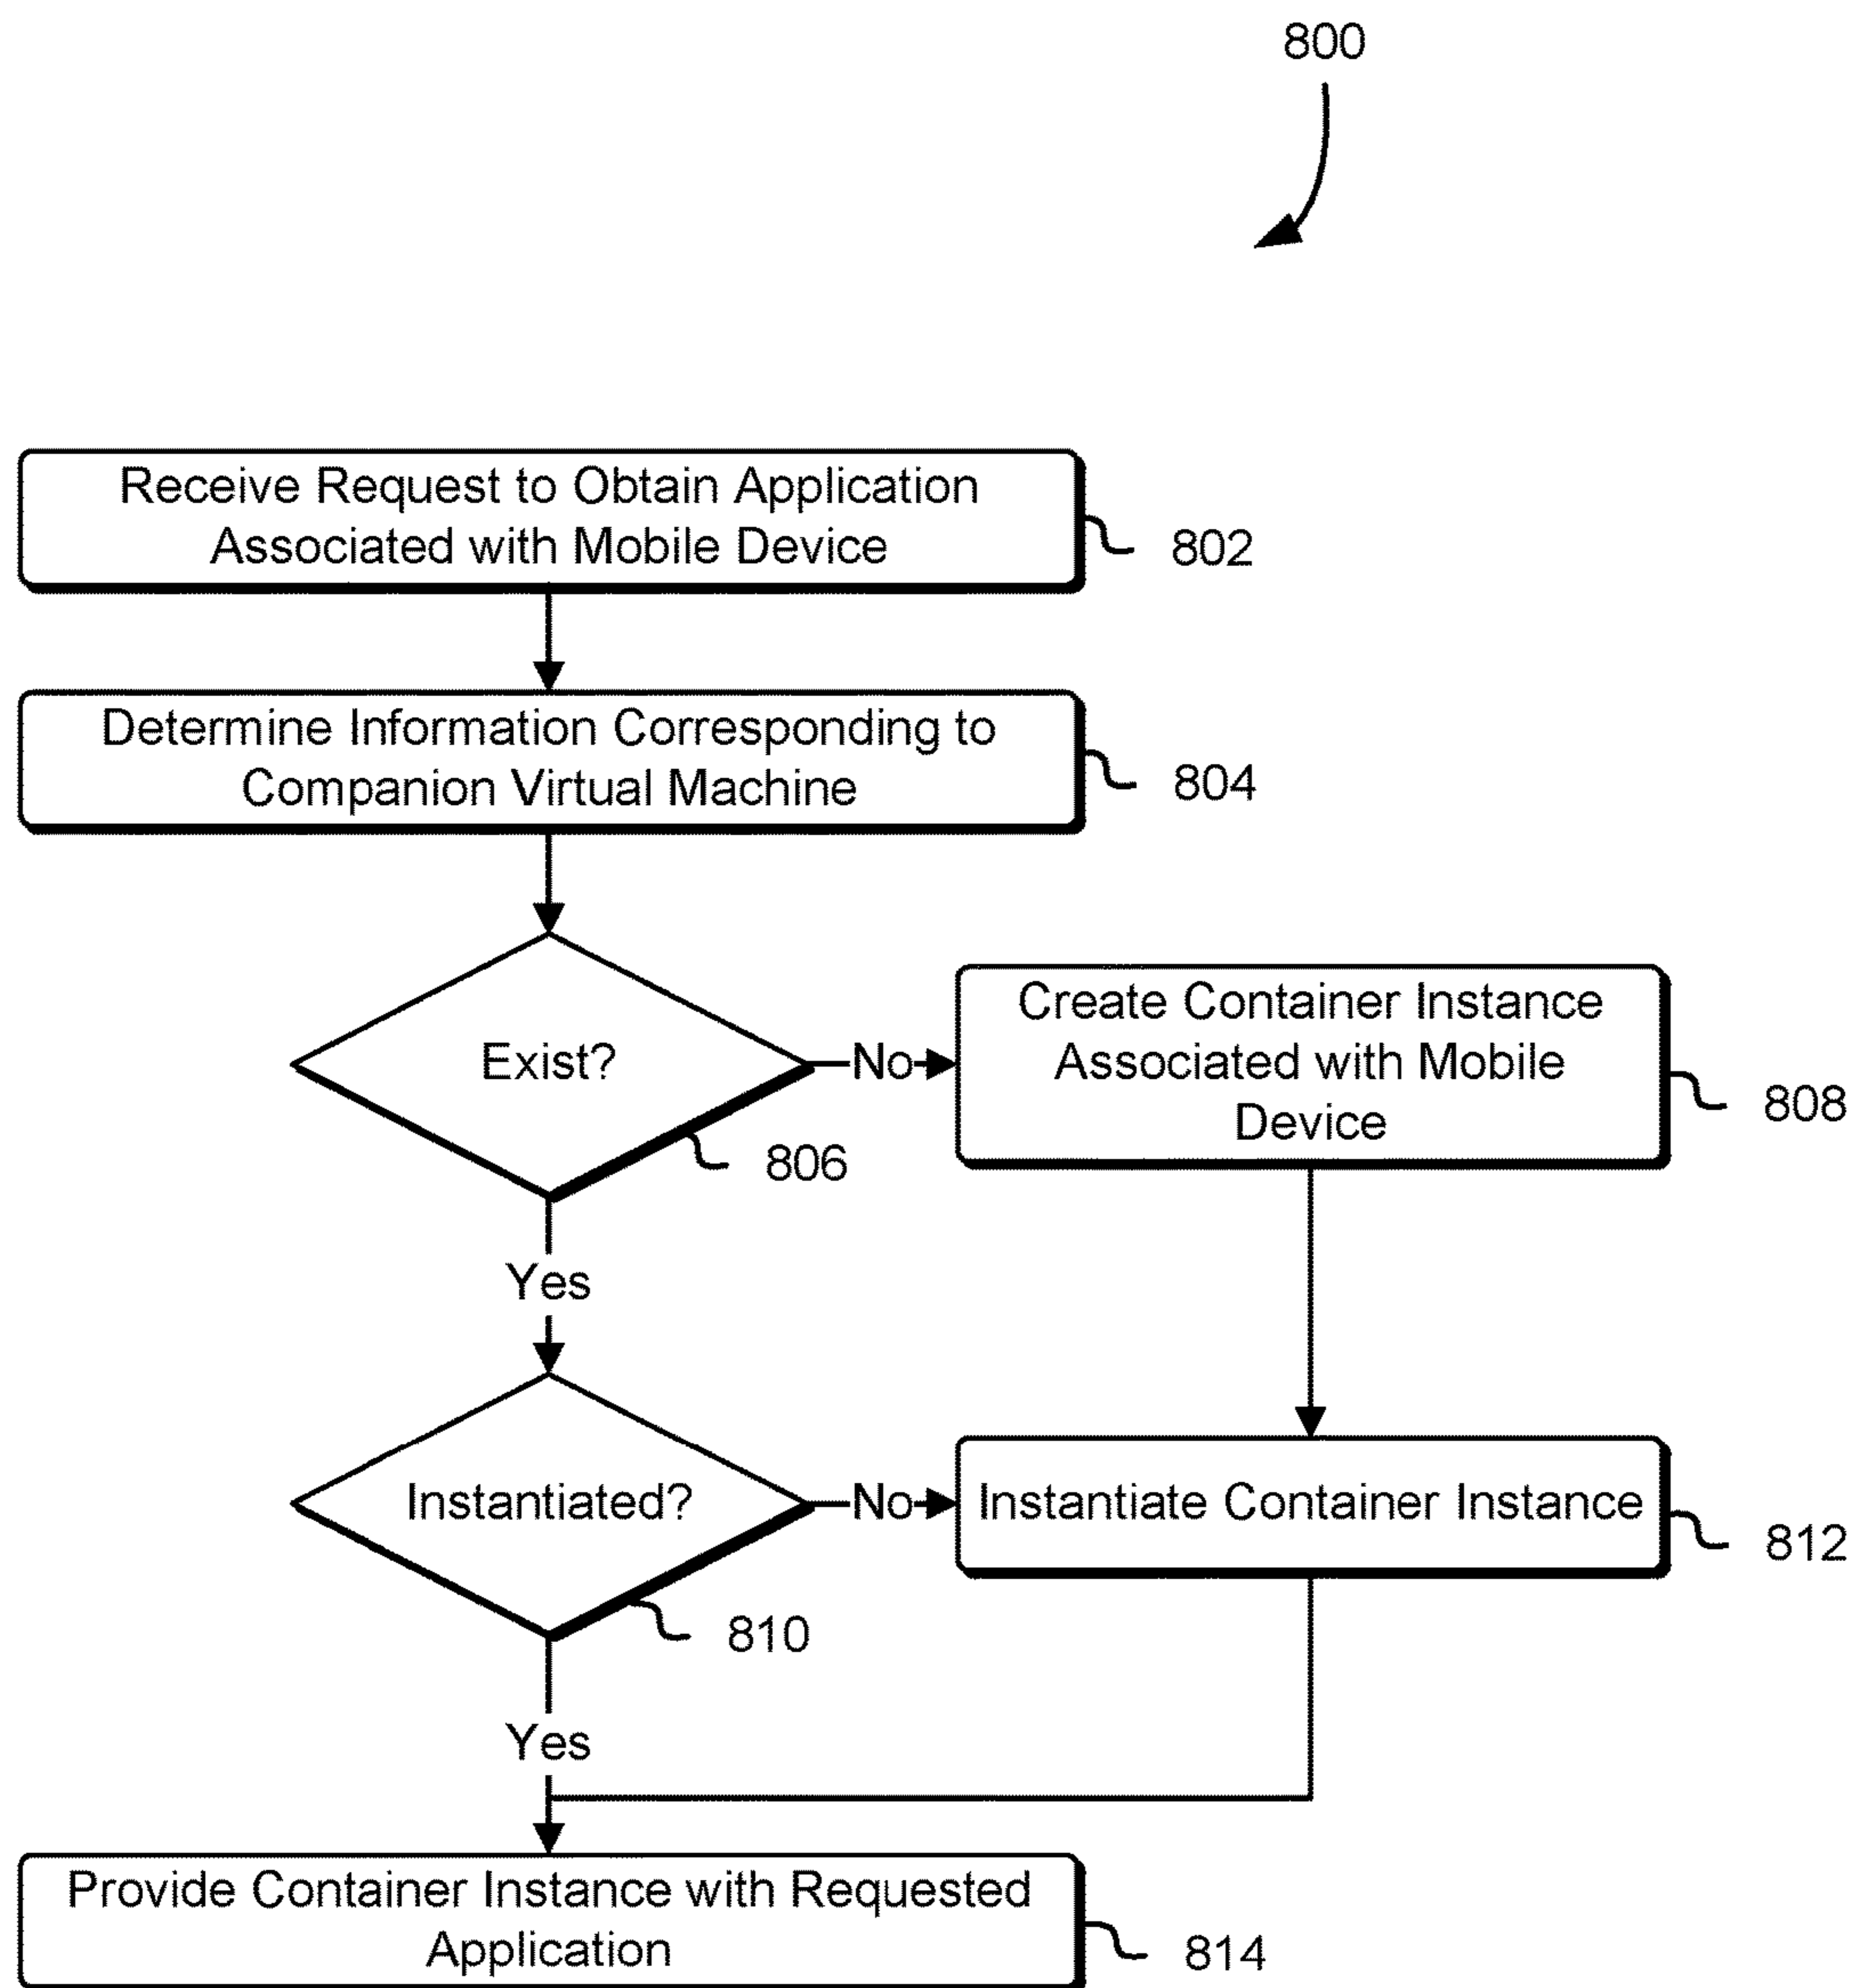 800
Receive Request to Obtain Application
Associated with Mobile Device
802
Determine Information Corresponding to
Companion Virtual Machine
804
Exist?
806
No
Create Container Instance
Associated with Mobile
Device
808
Yes
Instantiated?
810
No
Instantiate Container Instance
812
Yes
Provide Container Instance with Requested
Application
814